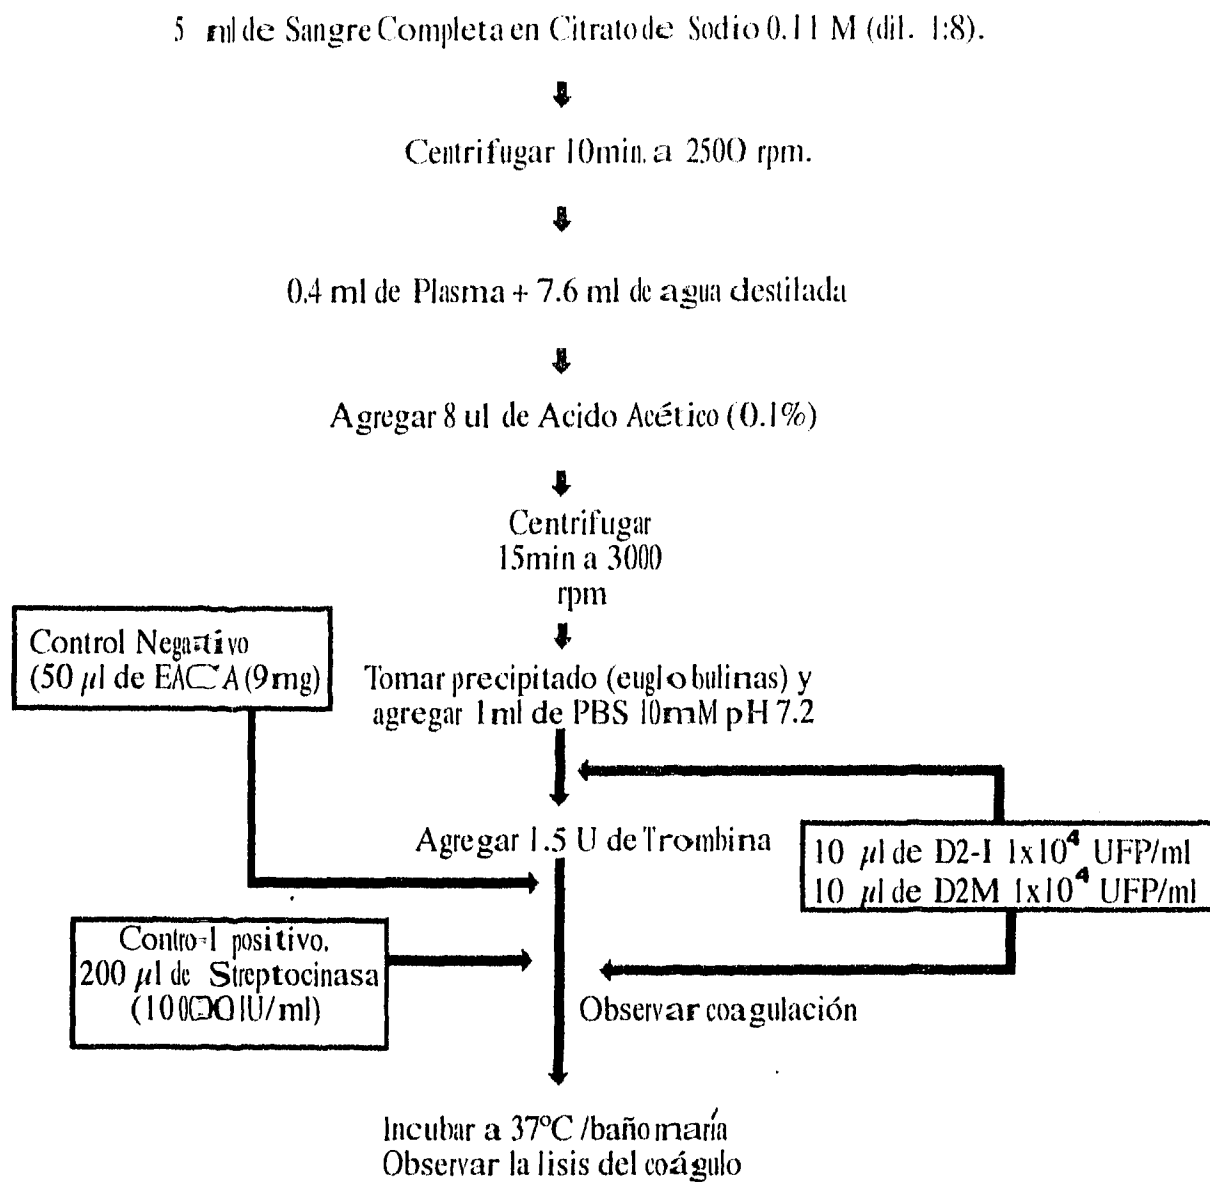 5 ml de Sangre Completa en Citrato de Sodio 0.11 M (dil. 1:8).
Centrifugar 10min. a 2500 rpm.
0.4 ml de Plasma + 7.6 ml de agua destilada
Agregar 8 ul de Acido Acético (0.1%)
Centrifugar
15min a 3000
rpm
Control Negativo
(50 µl de EACA (9mg)
Tomar precipitado (euglobulinas) y
agregar 1ml de PBS 10mM pH 7.2
Agregar 1.5 U de Trombina
10 µl de D2-I 1x10⁴ UFP/ml
10 µl de D2M 1x10⁴ UFP/ml
Control positivo.
200 µl de Streptocinasa
Observar coagulación
Incubar a 37°C /baño maría
Observar la lisis del coágulo